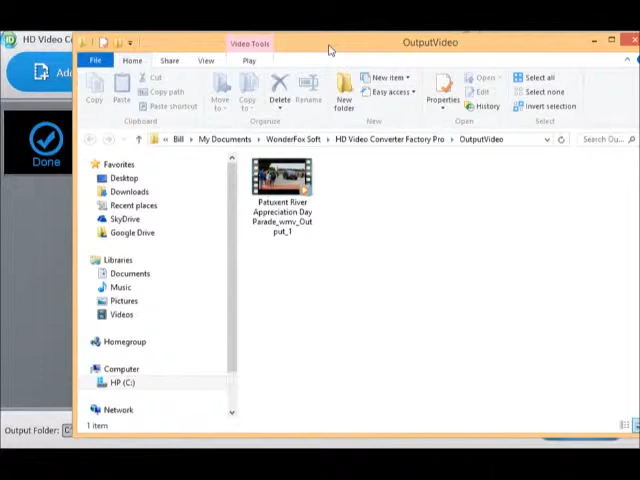 HD Video Co
Add
Done
Output Folder: C:
Video Tools
OutputVideo
File
Home
Share
View
Play
Copy
Paste
Cut
Copy path
Paste shortcut
Clipboard
Move
to
Copy
to
Delete
Rename
Organize
New
folder
New item
Easy access
New
Properties
Open
Edit
History
Open
Select all
Select none
Invert selection
Select
Bill
My Documents
WonderFox Soft
HD Video Converter Factory Pro
OutputVideo
Search Ou...
Favorites
Desktop
Downloads
Recent places
SkyDrive
Google Drive
Libraries
Documents
Music
Pictures
Videos
Homegroup
Computer
HP (C:)
Network
Patuxent River
Appreciation Day
Parade_wmv_Out
put_1
1 item